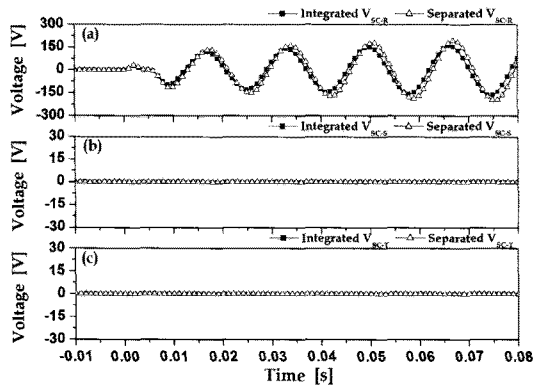 Integrated V_SC-R Separated V_SC-R
300
(a)
150
0
-150
-300
Voltage [V]
Integrated V_SC-S Separated V_SC-S
30
(b)
15
0
-15
-30
Voltage [V]
Integrated V_SC-T Separated V_SC-T
30
(c)
15
0
-15
-30
Voltage [V]
-0.01 0.00 0.01 0.02 0.03 0.04 0.05 0.06 0.07 0.08
Time [s]